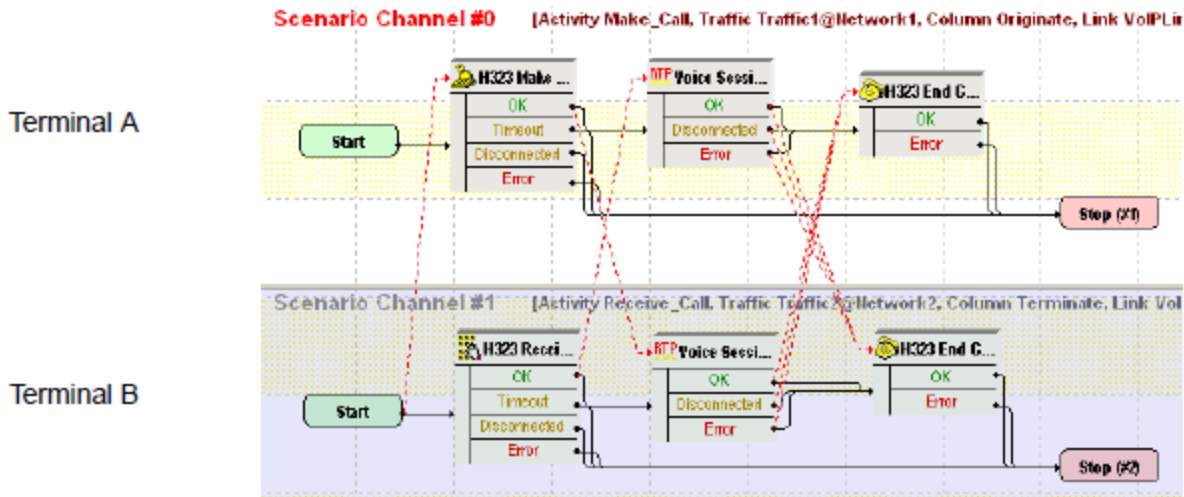 Scenario Channel #0 [Activity Make_Call, Traffic Traffic1@Network1, Column Originate, Link VoIPLin
Terminal A
Start
H323 Make ...
OK
Timeout
Disconnected
Error
RTP Voice Sessi...
OK
Disconnected
Error
H323 End C...
OK
Error
Stop (#1)
Scenario Channel #1 [Activity Receive_Call, Traffic Traffic2@Network2, Column Terminate, Link VoI
Terminal B
Start
H323 Recei...
OK
Timeout
Disconnected
Error
RTP Voice Sessi...
OK
Disconnected
Error
H323 End C...
OK
Error
Stop (#2)